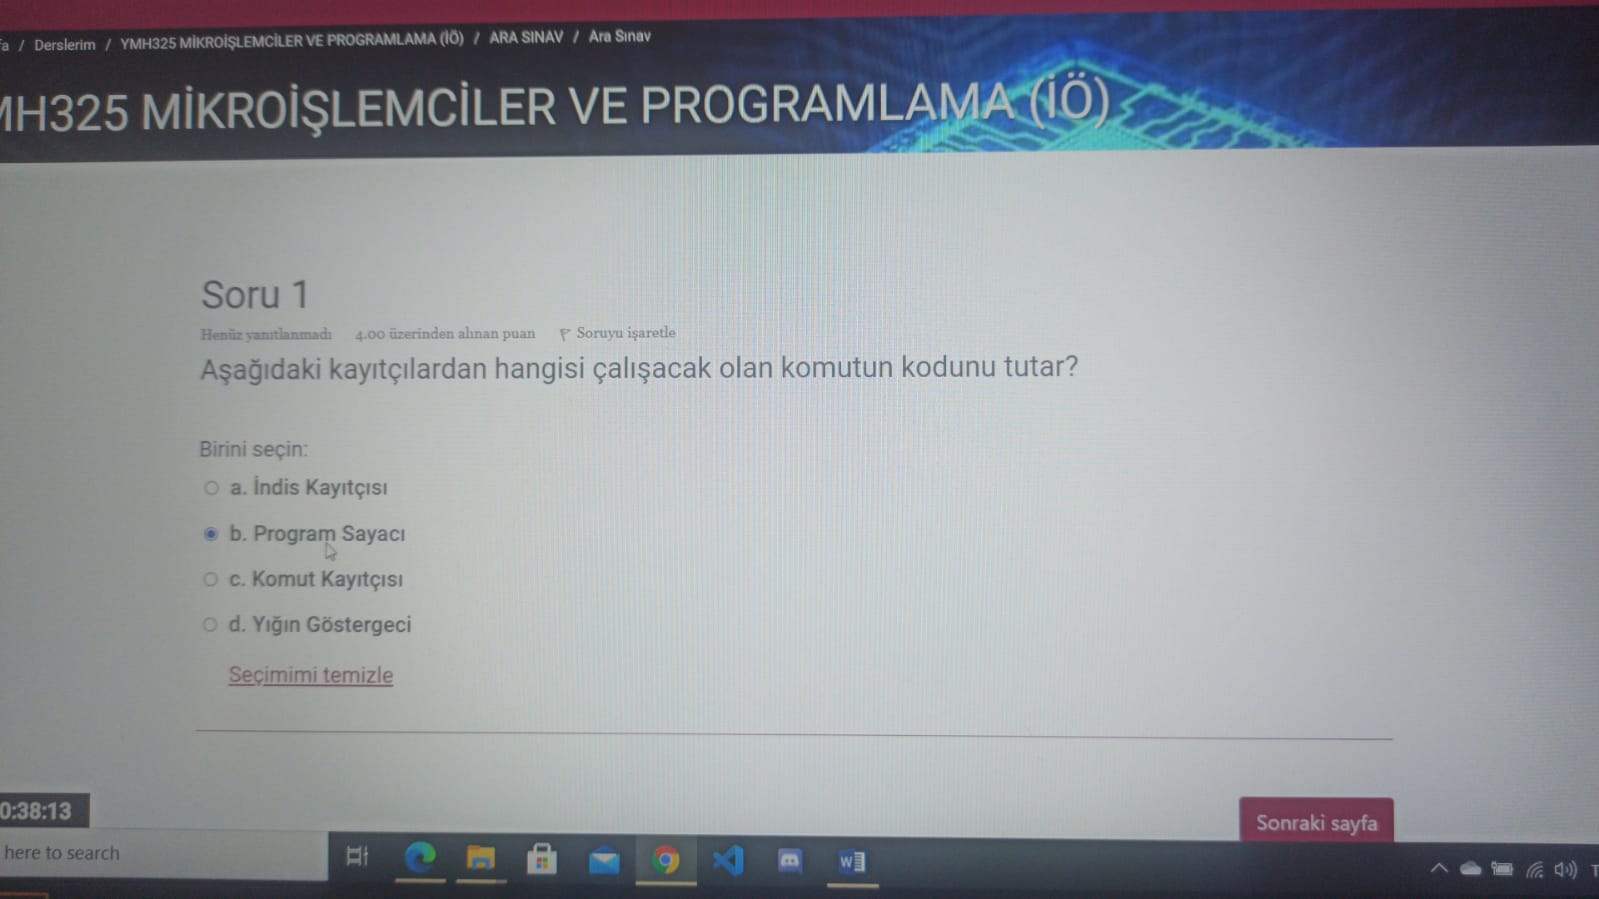 / Derslerim / YMH325 MİKROİŞLEMCİLER VE PROGRAMLAMA (İÖ) / ARA SINAV / Ara Sınav
MH325 MİKROİŞLEMCİLER VE PROGRAMLAMA (İÖ)
Soru 1
Henüz yanıtlanmadı 4.00 üzerinden alınan puan Soruyu işaretle
Aşağıdaki kayıtçılardan hangisi çalışacak olan komutun kodunu tutar?
Birini seçin:
a. İndis Kayıtçısı
b. Program Sayacı
c. Komut Kayıtçısı
d. Yığın Göstergeci
Seçimimi temizle
0:38:13
Sonraki sayfa
here to search